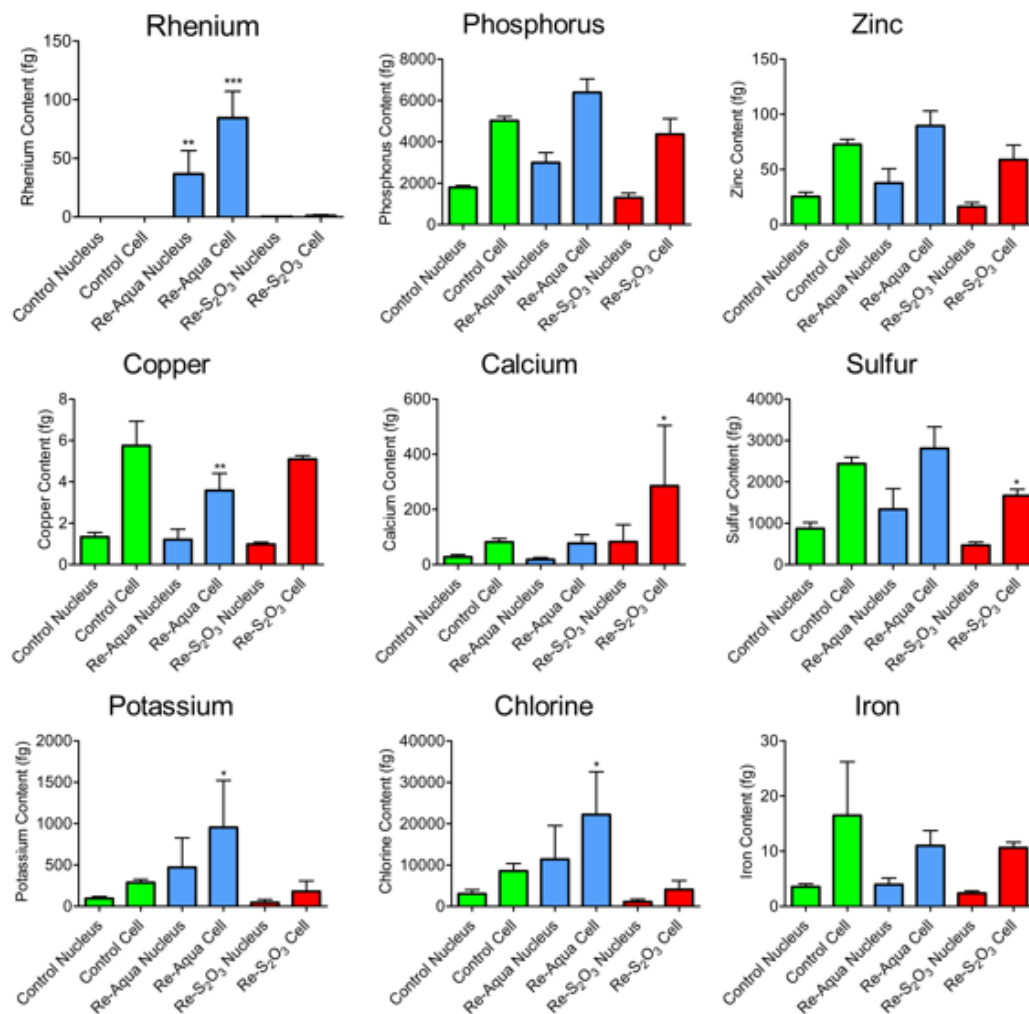 Rhenium
Rhenium Content (fg)
150
100
50
0
**
***
Control Nucleus
Control Cell
Re-Aqua Nucleus
Re-Aqua Cell
Re-S₂O₃ Nucleus
Re-S₂O₃ Cell
Phosphorus
Phosphorus Content (fg)
8000
6000
4000
2000
0
Control Nucleus
Control Cell
Re-Aqua Nucleus
Re-Aqua Cell
Re-S₂O₃ Nucleus
Re-S₂O₃ Cell
Zinc
Zinc Content (fg)
150
100
50
0
Control Nucleus
Control Cell
Re-Aqua Nucleus
Re-Aqua Cell
Re-S₂O₃ Nucleus
Re-S₂O₃ Cell
Copper
Copper Content (fg)
8
6
4
2
0
**
Control Nucleus
Control Cell
Re-Aqua Nucleus
Re-Aqua Cell
Re-S₂O₃ Nucleus
Re-S₂O₃ Cell
Calcium
Calcium Content (fg)
600
400
200
0
*
Control Nucleus
Control Cell
Re-Aqua Nucleus
Re-Aqua Cell
Re-S₂O₃ Nucleus
Re-S₂O₃ Cell
Sulfur
Sulfur Content (fg)
4000
3000
2000
1000
0
*
Control Nucleus
Control Cell
Re-Aqua Nucleus
Re-Aqua Cell
Re-S₂O₃ Nucleus
Re-S₂O₃ Cell
Potassium
Potassium Content (fg)
2000
1500
1000
500
0
*
Control Nucleus
Control Cell
Re-Aqua Nucleus
Re-Aqua Cell
Re-S₂O₃ Nucleus
Re-S₂O₃ Cell
Chlorine
Chlorine Content (fg)
40000
30000
20000
10000
0
*
Control Nucleus
Control Cell
Re-Aqua Nucleus
Re-Aqua Cell
Re-S₂O₃ Nucleus
Re-S₂O₃ Cell
Iron
Iron Content (fg)
30
20
10
0
Control Nucleus
Control Cell
Re-Aqua Nucleus
Re-Aqua Cell
Re-S₂O₃ Nucleus
Re-S₂O₃ Cell